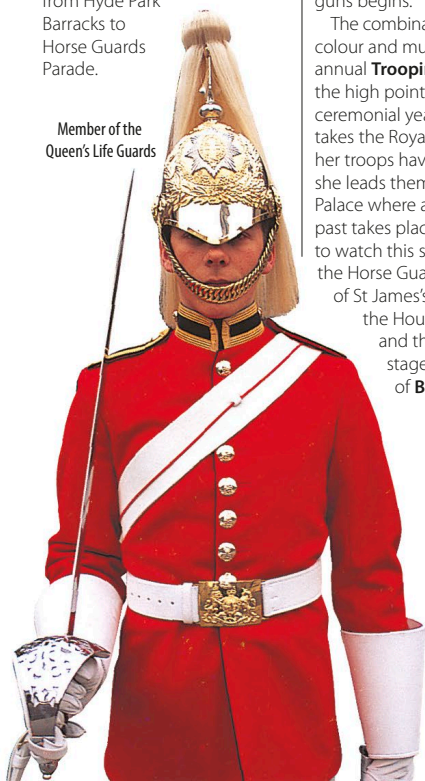 from Hyde Park
Barracks to
Horse Guards
Parade.
Member of the
Queen's Life Guards
guns begins.
The combina
colour and mu
annual Troopin
the high point
ceremonial yea
takes the Roya
her troops hav
she leads them
Palace where a
past takes plac
to watch this s
the Horse Gua
of St James's
the Hou
and th
stage
of B